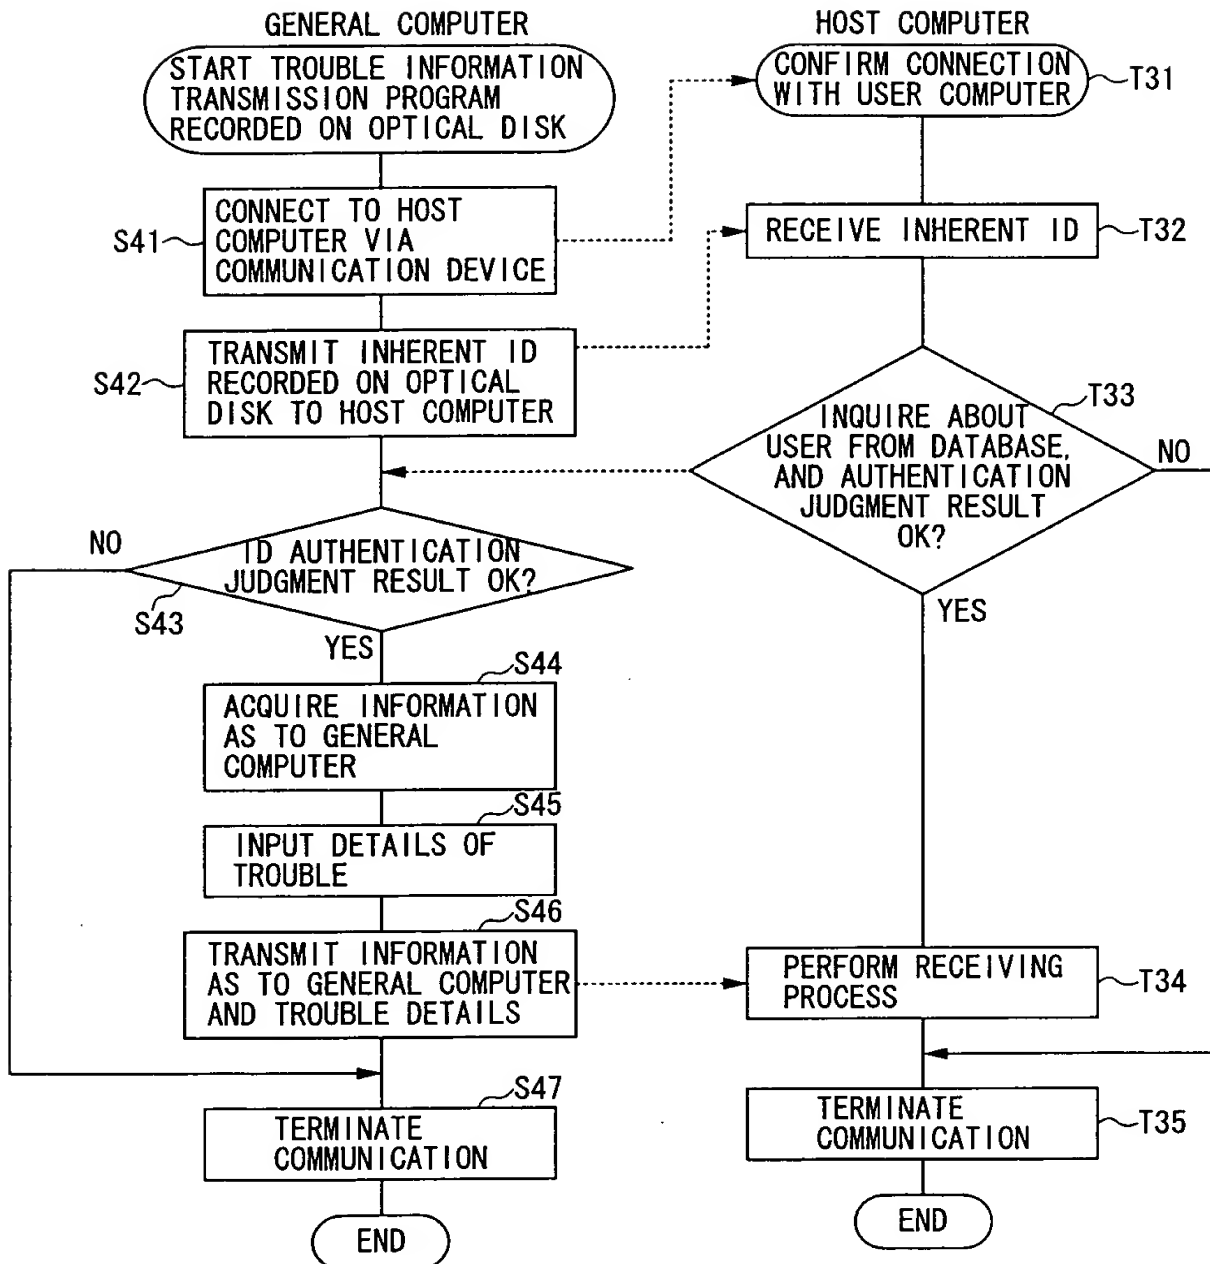 GENERAL COMPUTER
START TROUBLE INFORMATION
TRANSMISSION PROGRAM
RECORDED ON OPTICAL DISK
S41
CONNECT TO HOST
COMPUTER VIA
COMMUNICATION DEVICE
S42
TRANSMIT INHERENT ID
RECORDED ON OPTICAL
DISK TO HOST COMPUTER
NO
ID AUTHENTICATION
JUDGMENT RESULT OK?
S43
YES
S44
ACQUIRE INFORMATION
AS TO GENERAL
COMPUTER
S45
INPUT DETAILS OF
TROUBLE
S46
TRANSMIT INFORMATION
AS TO GENERAL COMPUTER
AND TROUBLE DETAILS
S47
TERMINATE
COMMUNICATION
END
HOST COMPUTER
CONFIRM CONNECTION
WITH USER COMPUTER
T31
RECEIVE INHERENT ID
T32
T33
INQUIRE ABOUT
USER FROM DATABASE,
AND AUTHENTICATION
JUDGMENT RESULT
OK?
NO
YES
PERFORM RECEIVING
PROCESS
T34
TERMINATE
COMMUNICATION
T35
END